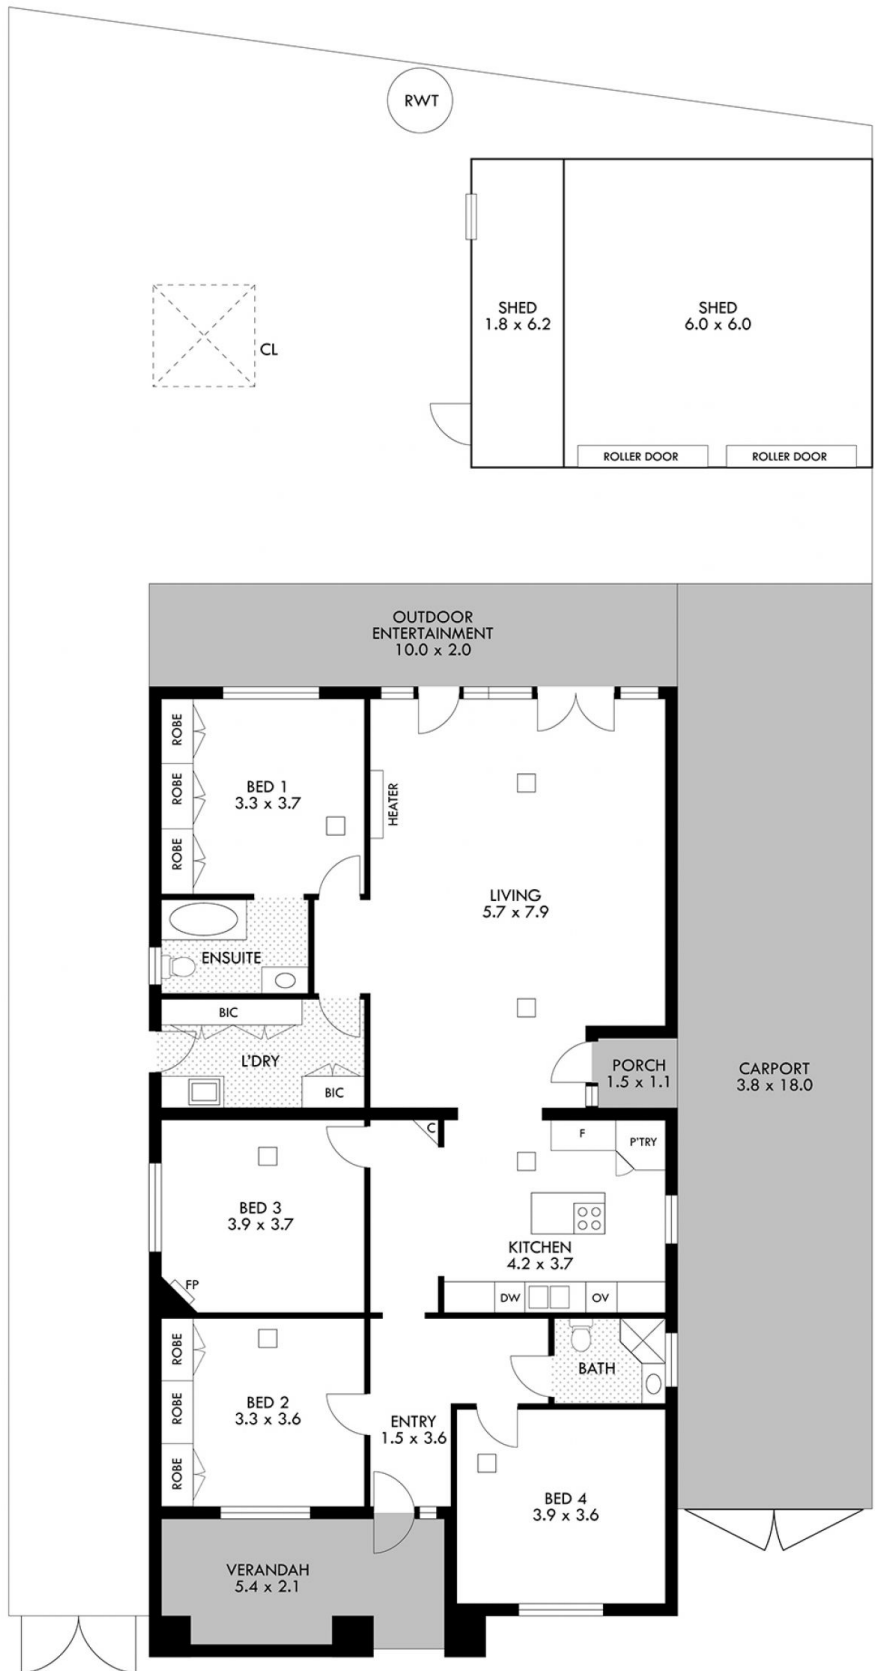 RWT
SHED
1.8 x 6.2
SHED
6.0 x 6.0
CL
ROLLER DOOR
ROLLER DOOR
OUTDOOR
ENTERTAINMENT
10.0 x 2.0
ROBE
ROBE
ROBE
BED 1
3.3 x 3.7
HEATER
LIVING
5.7 x 7.9
ENSUITE
BIC
L'DRY
BIC
PORCH
1.5 x 1.1
CARPORT
3.8 x 18.0
C
F
P'TRY
BED 3
3.9 x 3.7
KITCHEN
4.2 x 3.7
FP
DW
OV
ROBE
ROBE
ROBE
BED 2
3.3 x 3.6
BATH
ENTRY
1.5 x 3.6
BED 4
3.9 x 3.6
VERANDAH
5.4 x 2.1